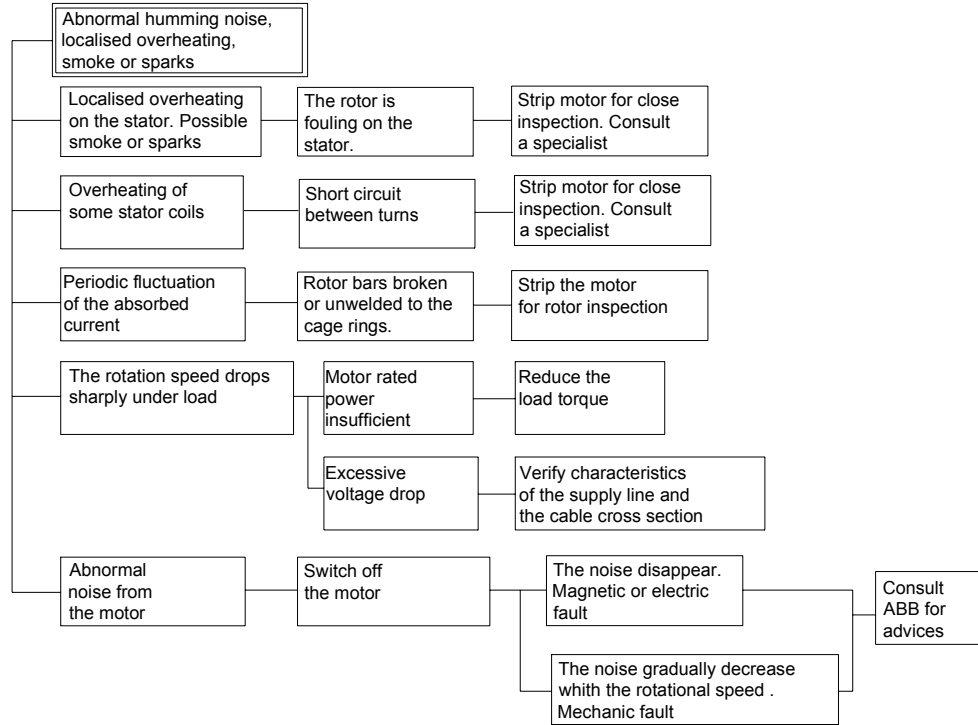 Abnormal humming noise,
localised overheating,
smoke or sparks
Localised overheating
on the stator. Possible
smoke or sparks
The rotor is
fouling on the
stator.
Strip motor for close
inspection. Consult
a specialist
Overheating of
some stator coils
Short circuit
between turns
Strip motor for close
inspection. Consult
a specialist
Periodic fluctuation
of the absorbed
current
Rotor bars broken
or unwelded to the
cage rings.
Strip the motor
for rotor inspection
The rotation speed drops
sharply under load
Motor rated
power
insufficient
Reduce the
load torque
Excessive
voltage drop
Verify characteristics
of the supply line and
the cable cross section
Abnormal
noise from
the motor
Switch off
the motor
The noise disappear.
Magnetic or electric
fault
The noise gradually decrease
whith the rotational speed .
Mechanic fault
Consult
ABB for
advices